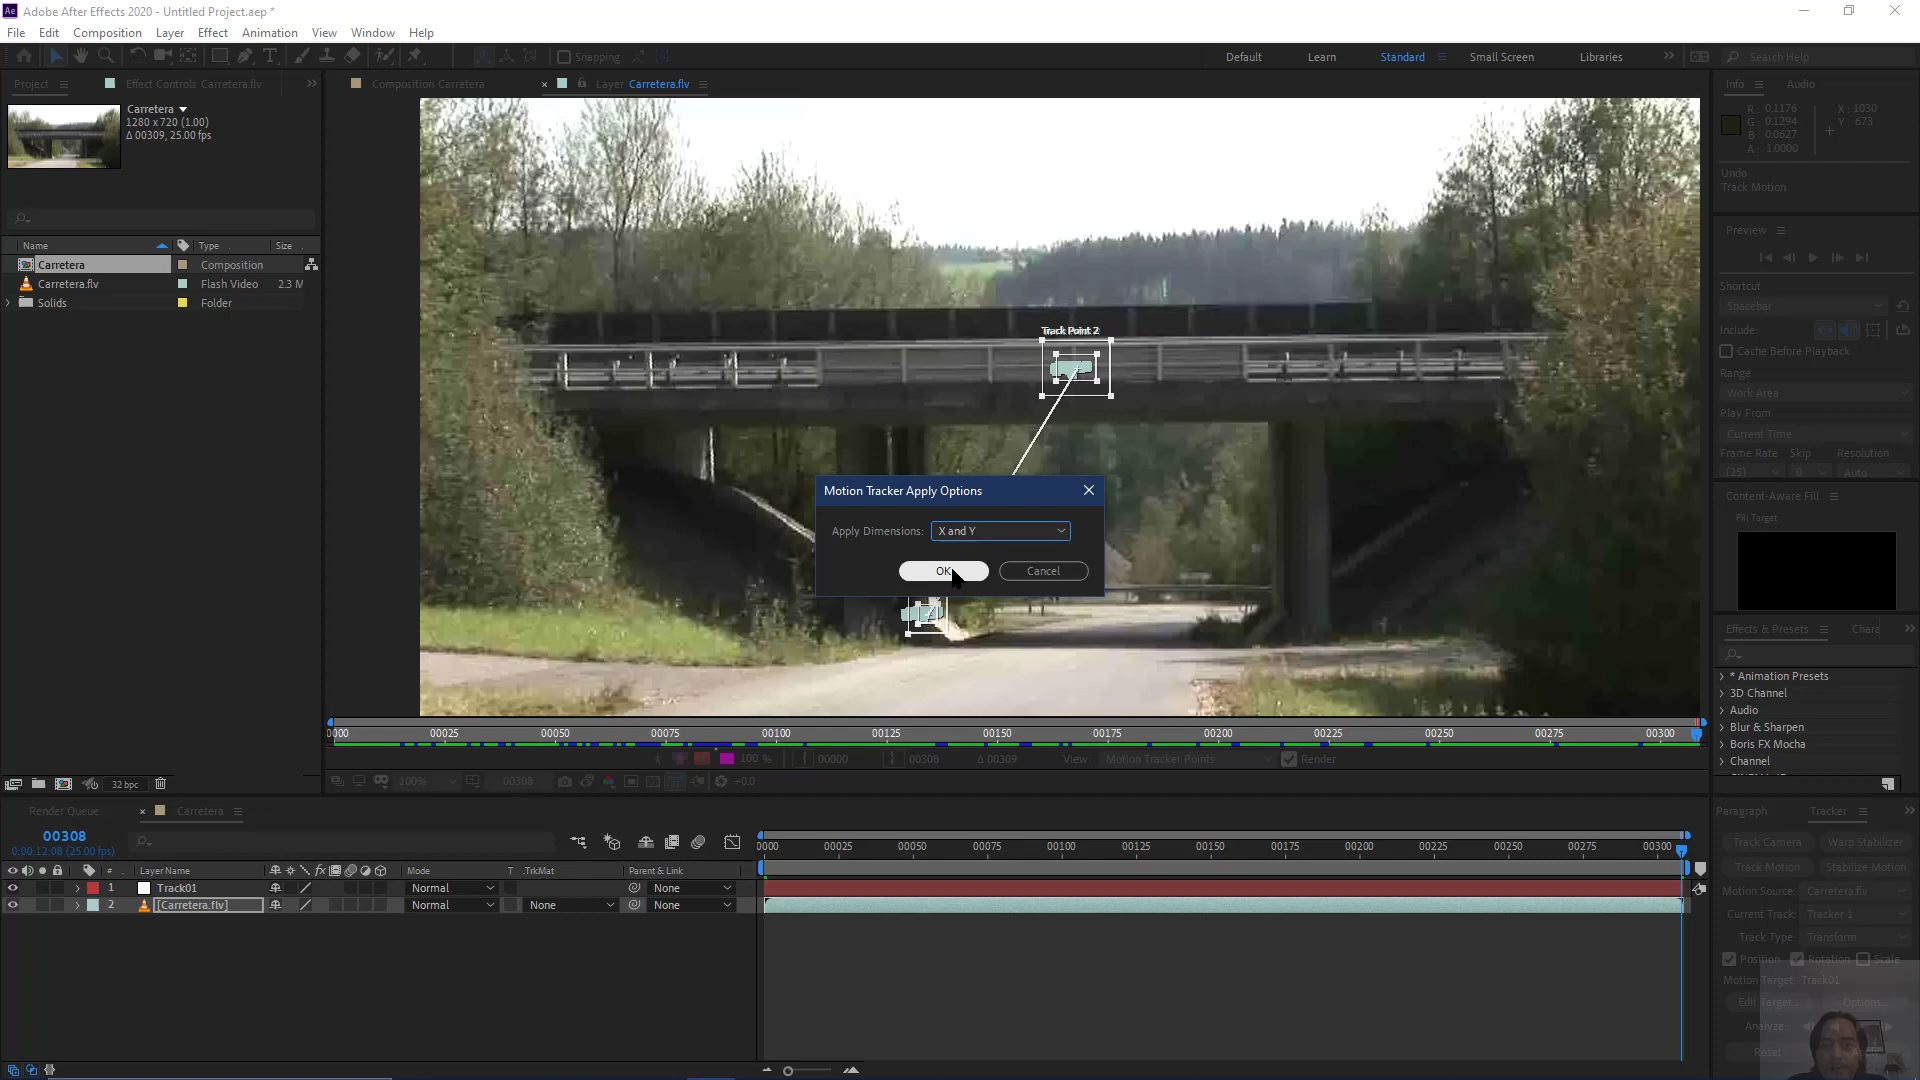 Adobe After Effects 2020 - Untitled Project.aep *
File Edit Composition Layer Effect Animation View Window Help
Snapping
Default Learn Standard Small Screen Libraries
Search Help
Project Effect Controls Carretera.flv
Composition Carretera
Layer Carretera.flv
Info Audio
Carretera
1280 x 720 (1.00)
Δ 00309, 25.00 fps
R : 0.1176
G : 0.1294
B : 0.0627
A : 1.0000
X : 1030
Y : 673
Undo
Track Motion
Name Type Size
Carretera Composition
Carretera.flv Flash Video 2.3 M
Solids Folder
Preview
Shortcut
Spacebar
Include:
Cache Before Playback
Range
Work Area
Play From
Current Time
Frame Rate Skip Resolution
(25) 0 Auto
Track Point 2
Motion Tracker Apply Options
Apply Dimensions: X and Y
OK Cancel
Content-Aware Fill
Fill Target
Effects & Presets Chara
* Animation Presets
3D Channel
Audio
Blur & Sharpen
Boris FX Mocha
Channel
0000 00025 00050 00075 00100 00125 00150 00175 00200 00225 00250 00275 00300
100 % 00000 00308 Δ 00309 View Motion Tracker Points Render
100% 00308 +0.0
32 bpc
Render Queue Carretera
00308
0:00:12:08 (25.00 fps)
0000 00025 00050 00075 00100 00125 00150 00175 00200 00225 00250 00275 00300
# Layer Name Mode T .TrkMat Parent & Link
1 Track01 Normal None
2 [Carretera.flv] Normal None None
Paragraph Tracker
Track Camera Warp Stabilizer
Track Motion Stabilize Motion
Motion Source: Carretera.flv
Current Track: Tracker 1
Track Type: Transform
Position Rotation Scale
Motion Target: Track01
Edit Target... Options...
Analyze:
Reset